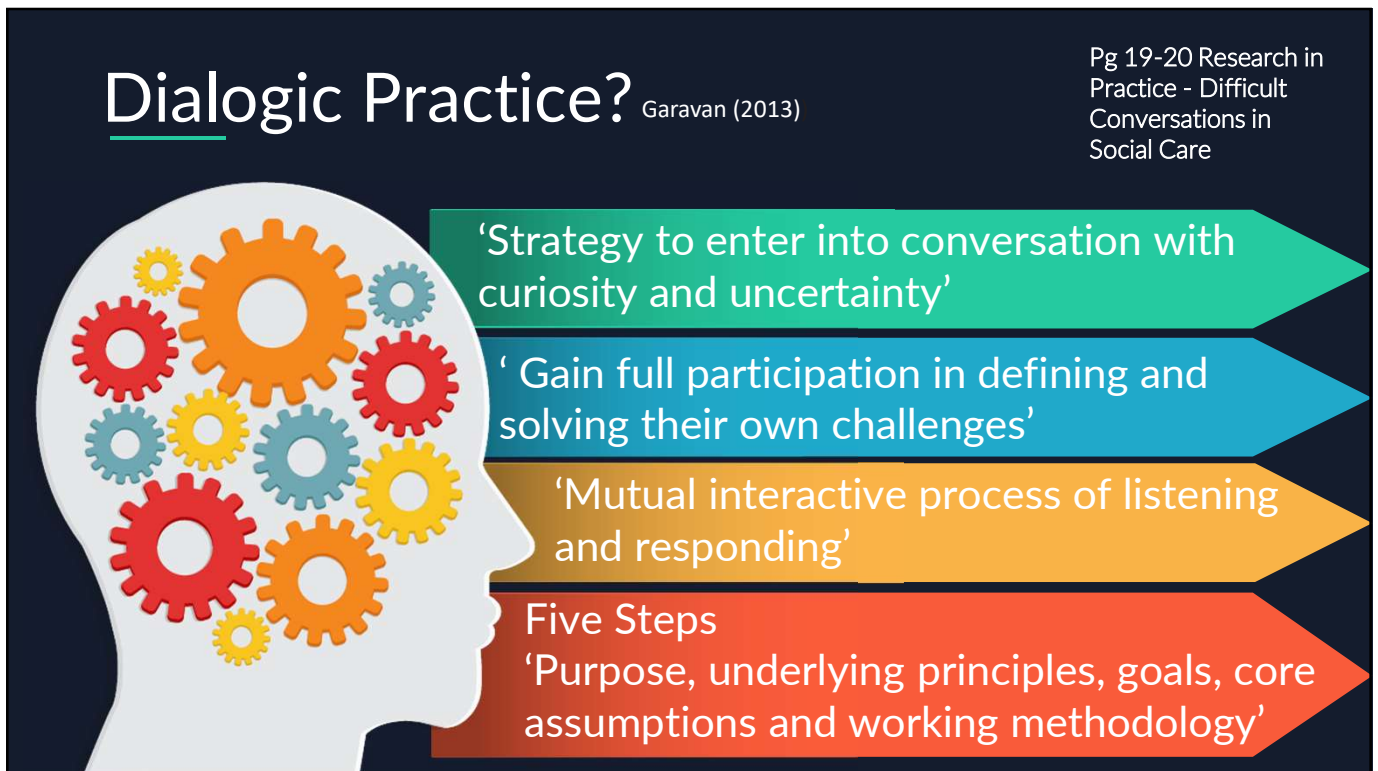 Dialogic Practice? Garavan (2013)
Pg 19-20 Research in
Practice - Difficult
Conversations in
Social Care
‘Strategy to enter into conversation with
curiosity and uncertainty’
‘ Gain full participation in defining and
solving their own challenges’
‘Mutual interactive process of listening
and responding’
Five Steps
‘Purpose, underlying principles, goals, core
assumptions and working methodology’